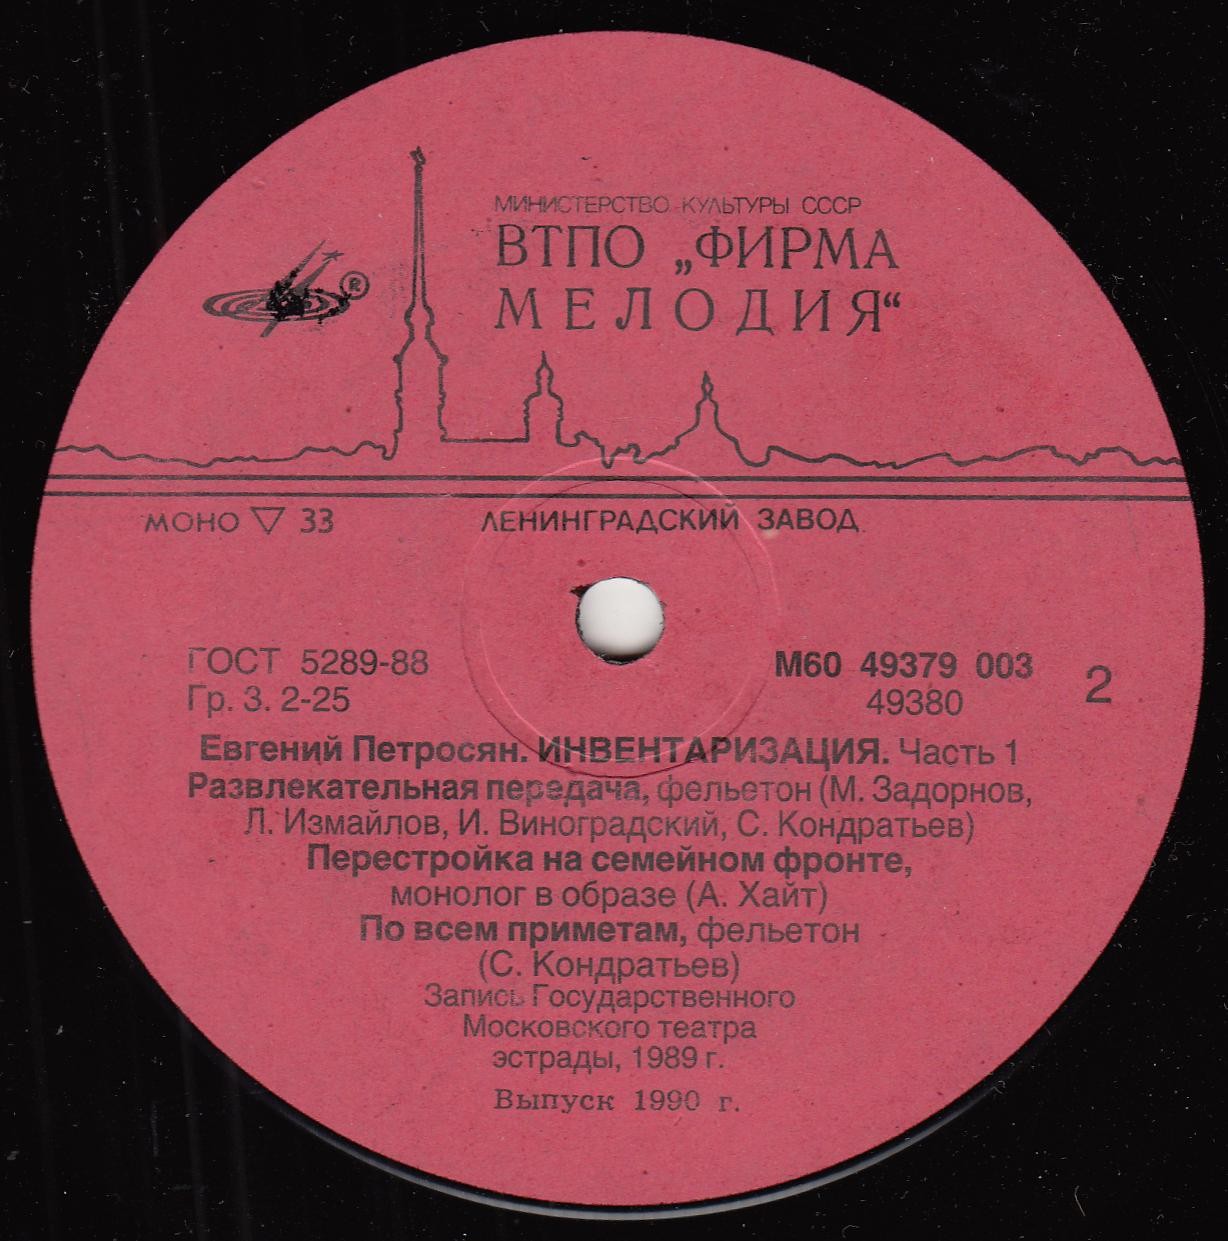 ®
МИНИСТЕРСТВО КУЛЬТУРЫ СССР
ВТПО „ФИРМА
МЕЛОДИЯ“
МОНО ▽ 33
ЛЕНИНГРАДСКИЙ ЗАВОД
ГОСТ 5289-88
Гр. 3. 2-25
М60 49379 003
49380
2
Евгений Петросян. ИНВЕНТАРИЗАЦИЯ. Часть 1
Развлекательная передача, фельетон (М. Задорнов,
Л. Измайлов, И. Виноградский, С. Кондратьев)
Перестройка на семейном фронте,
монолог в образе (А. Хайт)
По всем приметам, фельетон
(С. Кондратьев)
Запись Государственного
Московского театра
эстрады, 1989 г.
Выпуск 1990 г.